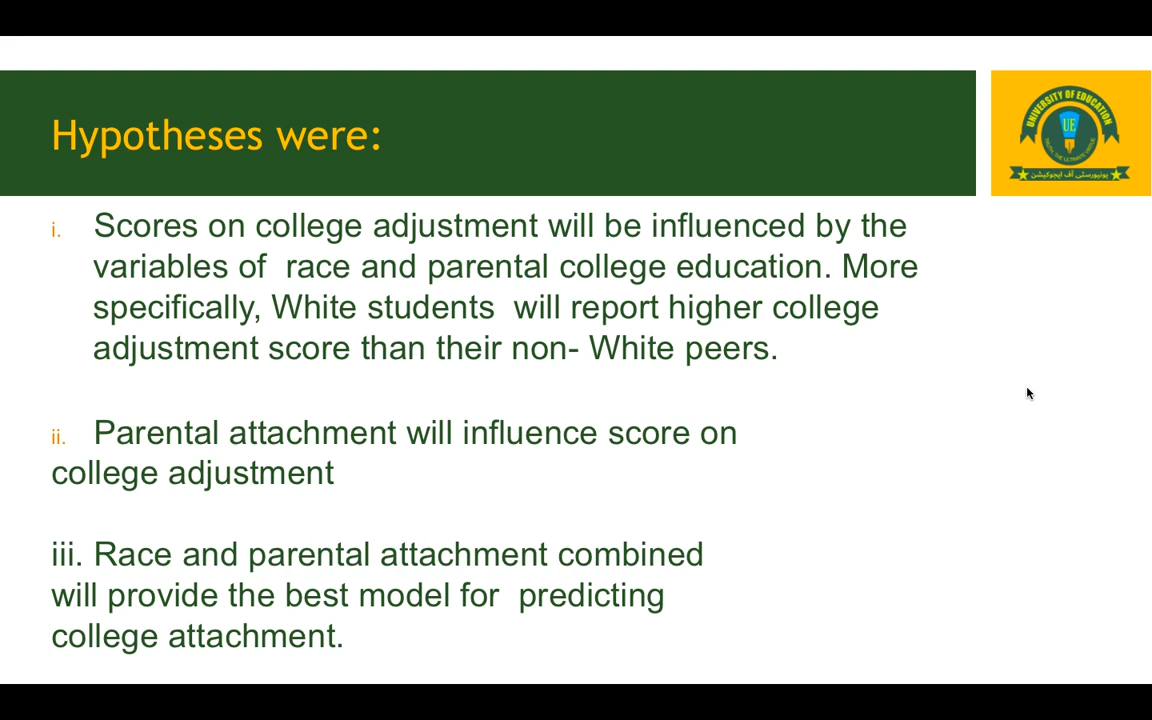 Hypotheses were:
UNIVERSITY OF EDUCATION
UE
یونیورسٹی آف ایجوکیشن
i. Scores on college adjustment will be influenced by the
variables of race and parental college education. More
specifically, White students will report higher college
adjustment score than their non- White peers.
ii. Parental attachment will influence score on
college adjustment
iii. Race and parental attachment combined
will provide the best model for predicting
college attachment.